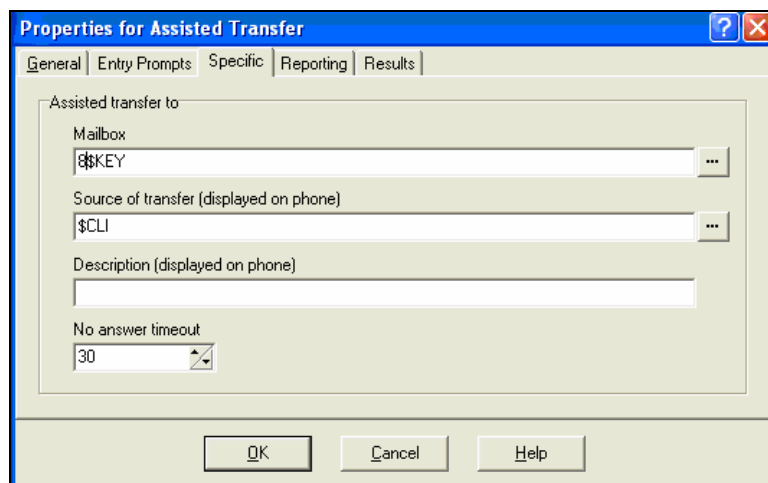 Properties for Assisted Transfer
General Entry Prompts Specific Reporting Results
Assisted transfer to
Mailbox
8$KEY
...
Source of transfer (displayed on phone)
$CLI
...
Description (displayed on phone)
No answer timeout
30
OK Cancel Help